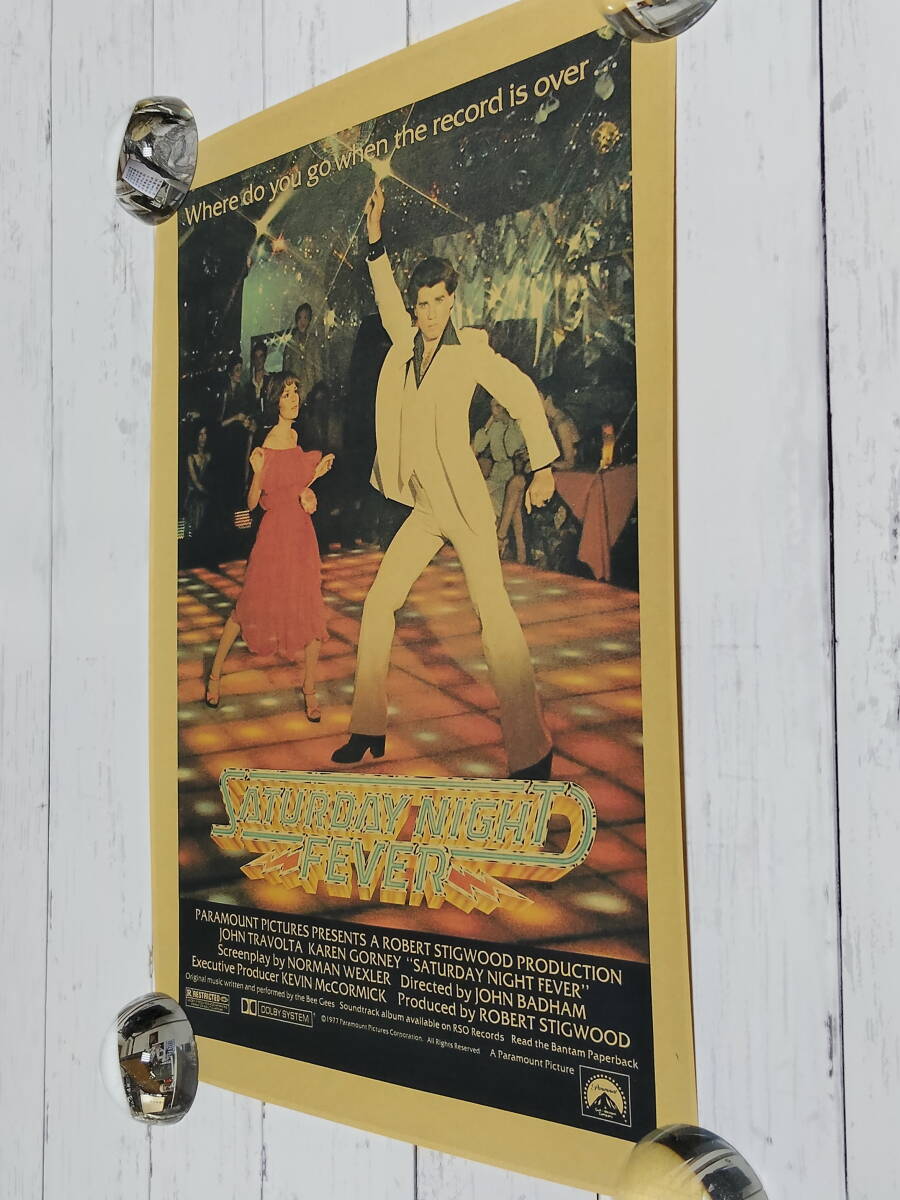 Where do you go when the record is over...
SATURDAY NIGHT
FEVER
PARAMOUNT PICTURES PRESENTS A ROBERT STIGWOOD PRODUCTION
JOHN TRAVOLTA KAREN GORNEY "SATURDAY NIGHT FEVER"
Screenplay by NORMAN WEXLER Directed by JOHN BADHAM
Executive Producer KEVIN McCORMICK Produced by ROBERT STIGWOOD
Original music written and performed by the Bee Gees Soundtrack album available on RSO Records Read the Bantam Paperback
R RESTRICTED
DOLBY SYSTEM
©1977 Paramount Pictures Corporation. All Rights Reserved
A Paramount Picture
Paramount